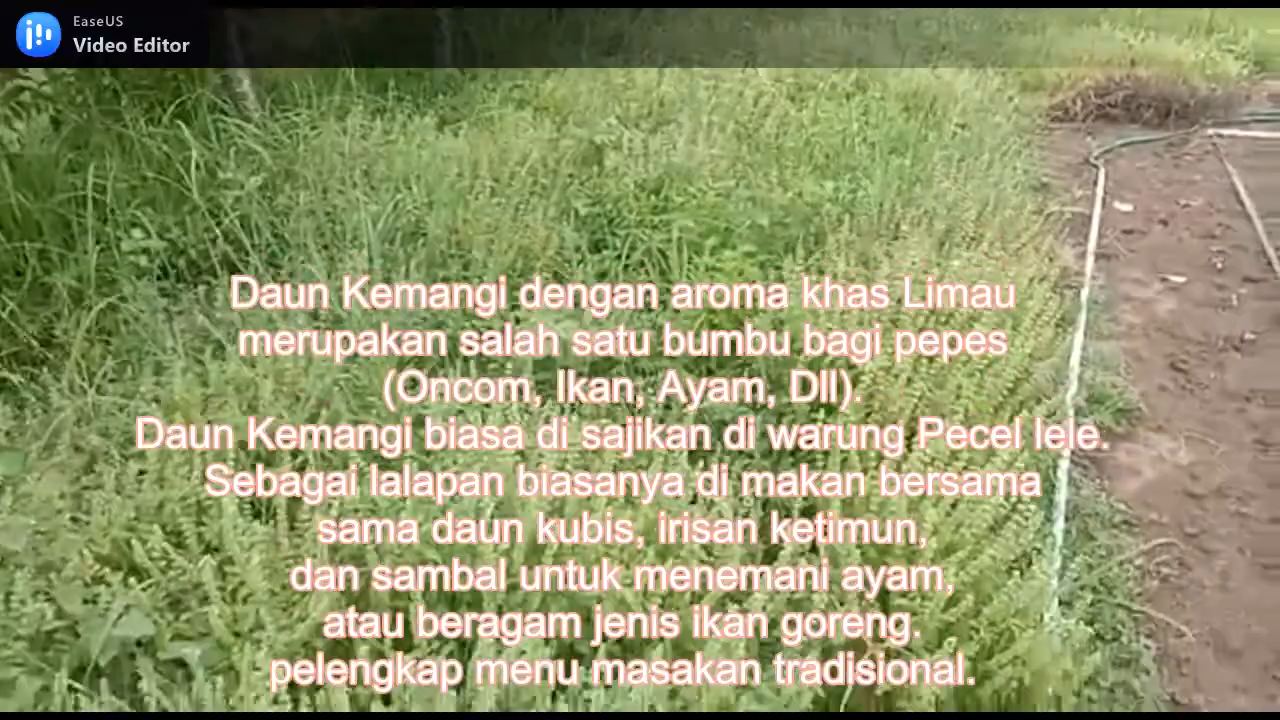 EaseUS
Video Editor
Daun Kemangi dengan aroma khas Limau
merupakan salah satu bumbu bagi pepes
(Oncom, Ikan, Ayam, Dll).
Daun Kemangi biasa di sajikan di warung Pecel lele.
Sebagai lalapan biasanya di makan bersama
sama daun kubis, irisan ketimun,
dan sambal untuk menemani ayam,
atau beragam jenis ikan goreng.
pelengkap menu masakan tradisional.